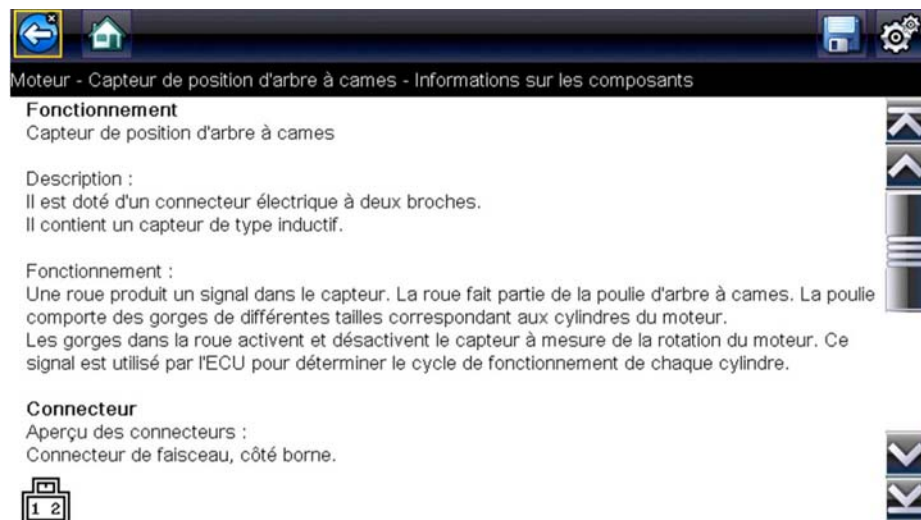 Moteur - Capteur de position d'arbre à cames - Informations sur les composants
Fonctionnement
Capteur de position d'arbre à cames
Description :
Il est doté d'un connecteur électrique à deux broches.
Il contient un capteur de type inductif.
Fonctionnement :
Une roue produit un signal dans le capteur. La roue fait partie de la poulie d'arbre à cames. La poulie
comporte des gorges de différentes tailles correspondant aux cylindres du moteur.
Les gorges dans la roue activent et désactivent le capteur à mesure de la rotation du moteur. Ce
signal est utilisé par l'ECU pour déterminer le cycle de fonctionnement de chaque cylindre.
Connecteur
Aperçu des connecteurs :
Connecteur de faisceau, côté borne.
1 2